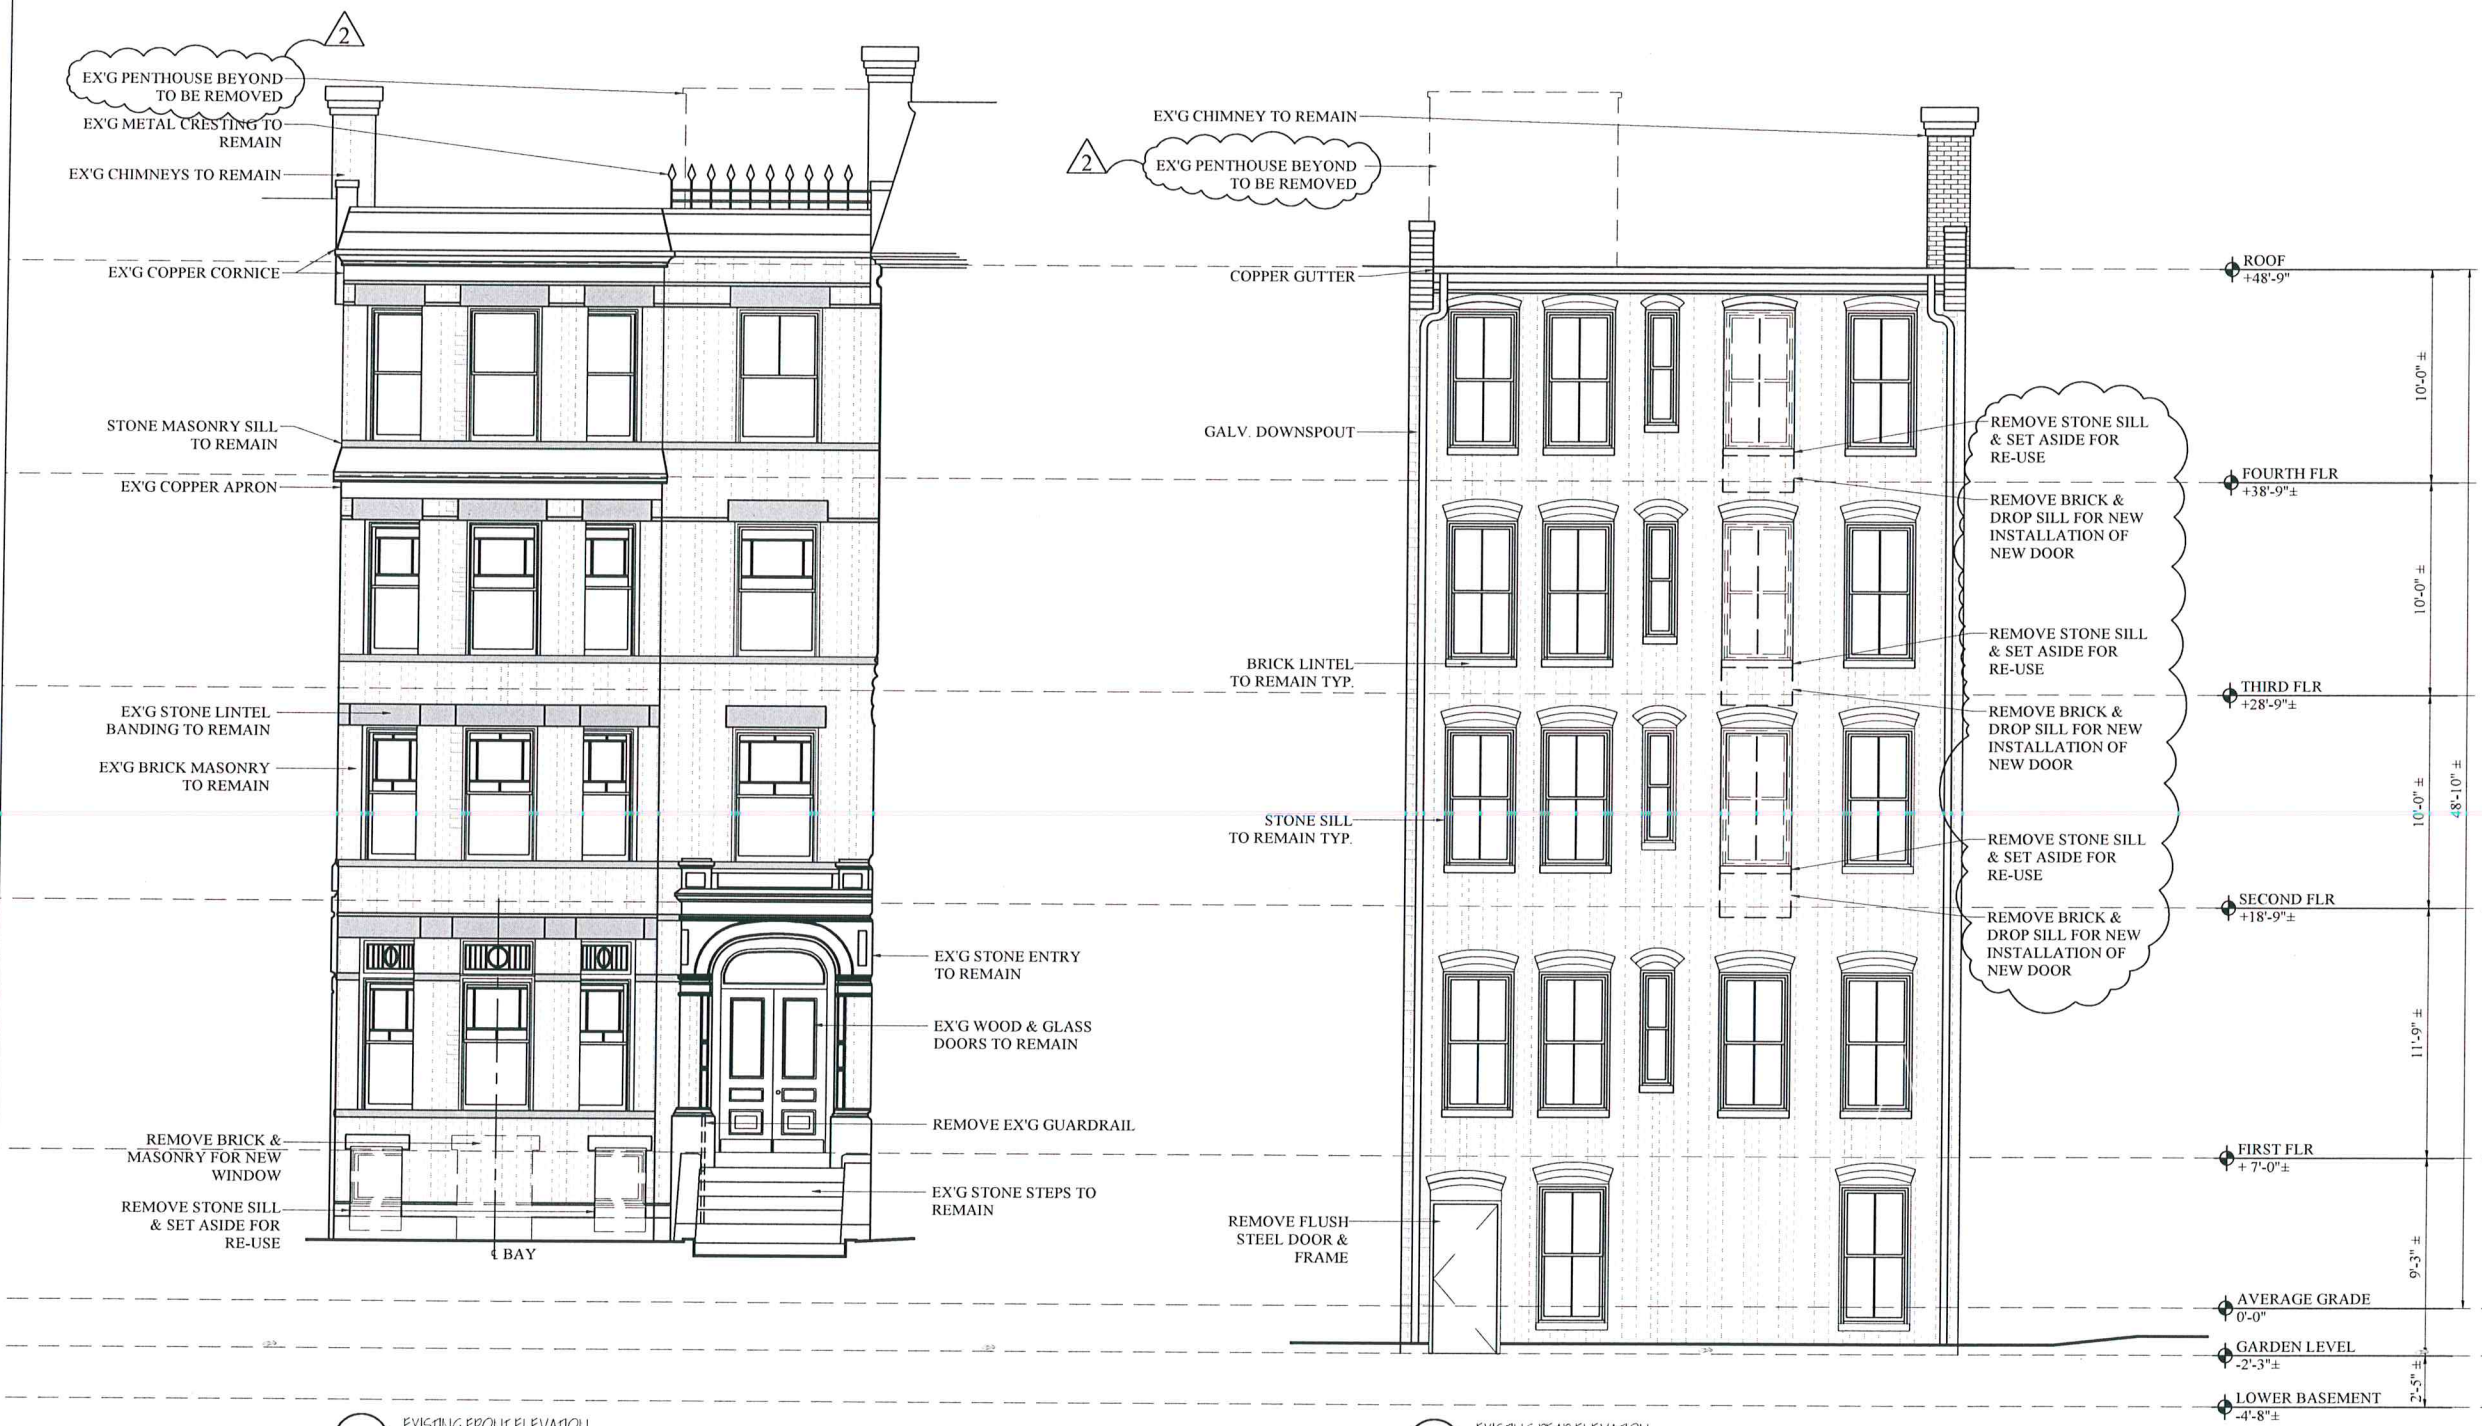 2
EX'G PENTHOUSE BEYOND
TO BE REMOVED
EX'G METAL CRESTING TO
REMAIN
EX'G CHIMNEYS TO REMAIN
EX'G COPPER CORNICE
STONE MASONRY SILL
TO REMAIN
EX'G COPPER APRON
EX'G STONE LINTEL
BANDING TO REMAIN
EX'G BRICK MASONRY
TO REMAIN
REMOVE BRICK &
MASONRY FOR NEW
WINDOW
REMOVE STONE SILL
& SET ASIDE FOR
RE-USE
℄ BAY
EX'G STONE ENTRY
TO REMAIN
EX'G WOOD & GLASS
DOORS TO REMAIN
REMOVE EX'G GUARDRAIL
EX'G STONE STEPS TO
REMAIN
EXISTING FRONT ELEVATION
EX'G CHIMNEY TO REMAIN
2
EX'G PENTHOUSE BEYOND
TO BE REMOVED
COPPER GUTTER
GALV. DOWNSPOUT
BRICK LINTEL
TO REMAIN TYP.
STONE SILL
TO REMAIN TYP.
REMOVE FLUSH
STEEL DOOR &
FRAME
EXISTING REAR ELEVATION
REMOVE STONE SILL
& SET ASIDE FOR
RE-USE
REMOVE BRICK &
DROP SILL FOR NEW
INSTALLATION OF
NEW DOOR
REMOVE STONE SILL
& SET ASIDE FOR
RE-USE
REMOVE BRICK &
DROP SILL FOR NEW
INSTALLATION OF
NEW DOOR
REMOVE STONE SILL
& SET ASIDE FOR
RE-USE
REMOVE BRICK &
DROP SILL FOR NEW
INSTALLATION OF
NEW DOOR
ROOF
+48'-9"
FOURTH FLR
+38'-9"±
THIRD FLR
+28'-9"±
SECOND FLR
+18'-9"±
FIRST FLR
+ 7'-0"±
AVERAGE GRADE
0'-0"
GARDEN LEVEL
-2'-3"±
LOWER BASEMENT
-4'-8"±
10'-0" ±
10'-0" ±
10'-0" ±
11'-9" ±
9'-3" ±
2'-5" ±
48'-10" ±